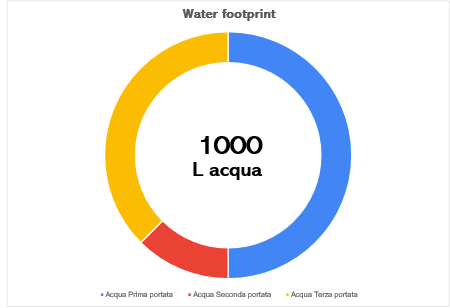 Water footprint
1000
L acqua
Acqua Prima portata Acqua Seconda portata Acqua Terza portata